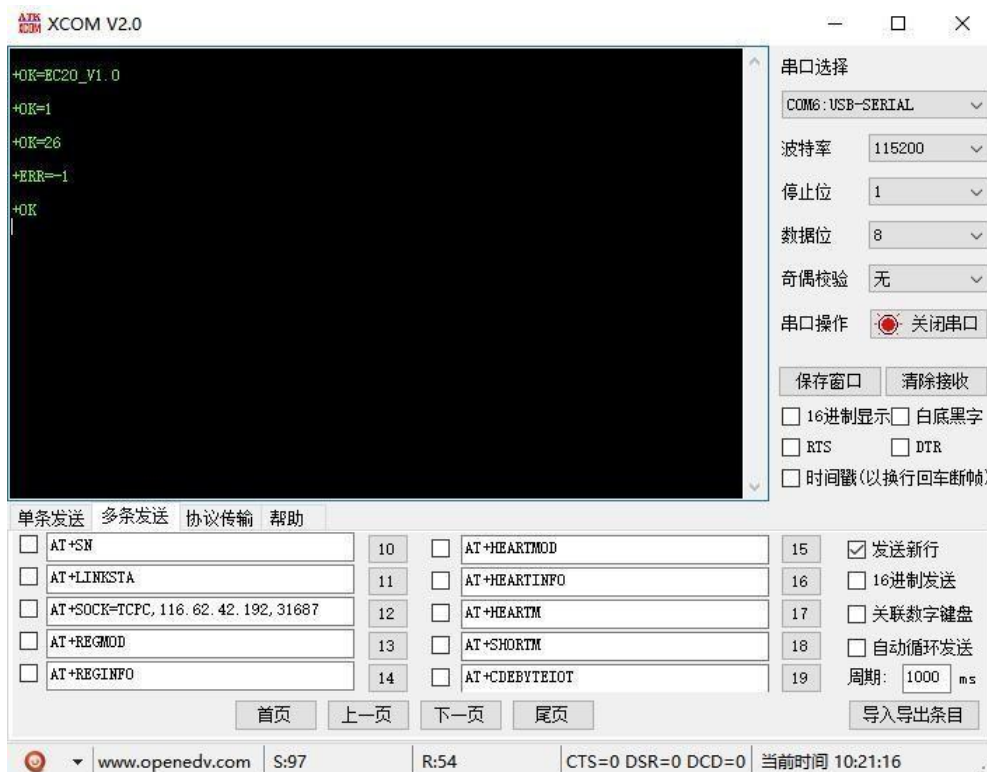 ATK XCOM XCOM V2.0
+OK=EC20_V1.0
+OK=1
+OK=26
+ERR=-1
+OK
串口选择
COM6:USB-SERIAL
波特率 115200
停止位 1
数据位 8
奇偶校验 无
串口操作 关闭串口
保存窗口 清除接收
16进制显示 白底黑字
RTS DTR
时间戳(以换行回车断帧)
单条发送 多条发送 协议传输 帮助
AT+SN 10 AT+HEARTMOD 15 发送新行
AT+LINKSTA 11 AT+HEARTINFO 16 16进制发送
AT+SOCK=TCPC,116.62.42.192,31687 12 AT+HEARTM 17 关联数字键盘
AT+REGMOD 13 AT+SHORTM 18 自动循环发送
AT+REGINFO 14 AT+CDEBYTEIOT 19 周期: 1000 ms
首页 上一页 下一页 尾页 导入导出条目
www.openedv.com S:97 R:54 CTS=0 DSR=0 DCD=0 当前时间 10:21:16